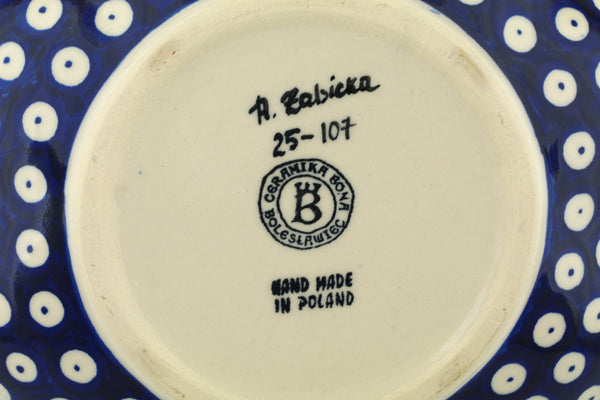 A. Zabicka
25-107
CERAMIKA BONA
B
BOLESŁAWIEC
HAND MADE
IN POLAND